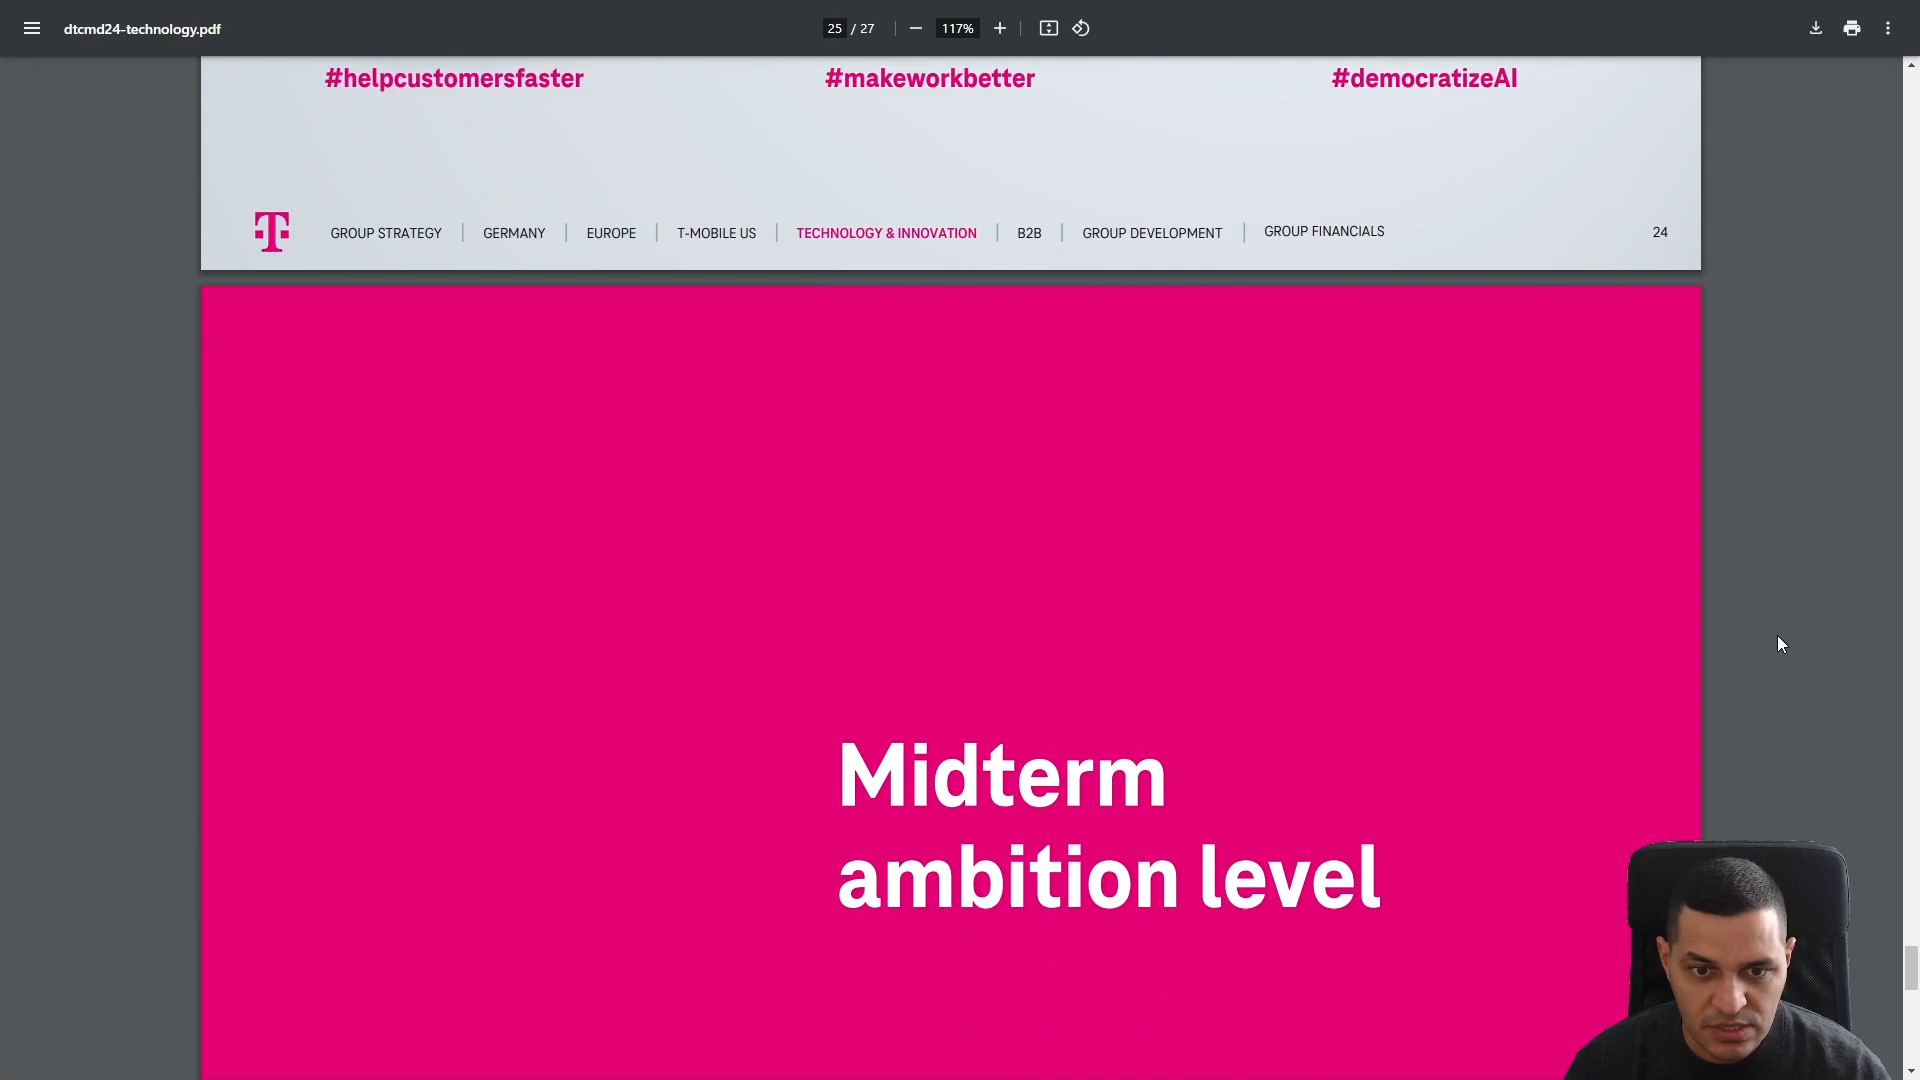 dtcmd24-technology.pdf
25 / 27
117%
#helpcustomersfaster #makeworkbetter #democratizeAI
T GROUP STRATEGY | GERMANY | EUROPE | T-MOBILE US | TECHNOLOGY & INNOVATION | B2B | GROUP DEVELOPMENT | GROUP FINANCIALS 24
Midterm
ambition level